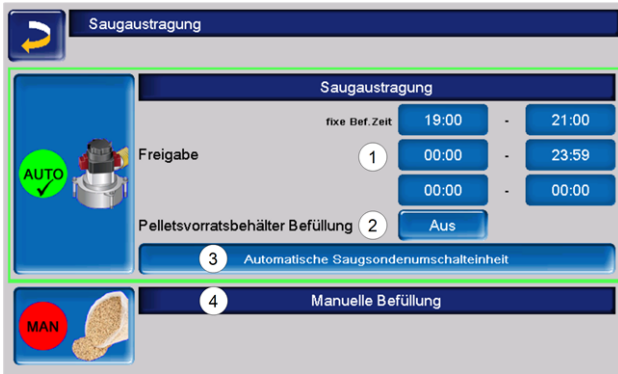 Saugaustragung
Saugaustragung
fixe Bef.Zeit 19:00 - 21:00
Freigabe 1 00:00 - 23:59
00:00 - 00:00
AUTO
Pelletsvorratsbehälter Befüllung 2 Aus
3 Automatische Saugsondenumschalteinheit
4 Manuelle Befüllung
MAN